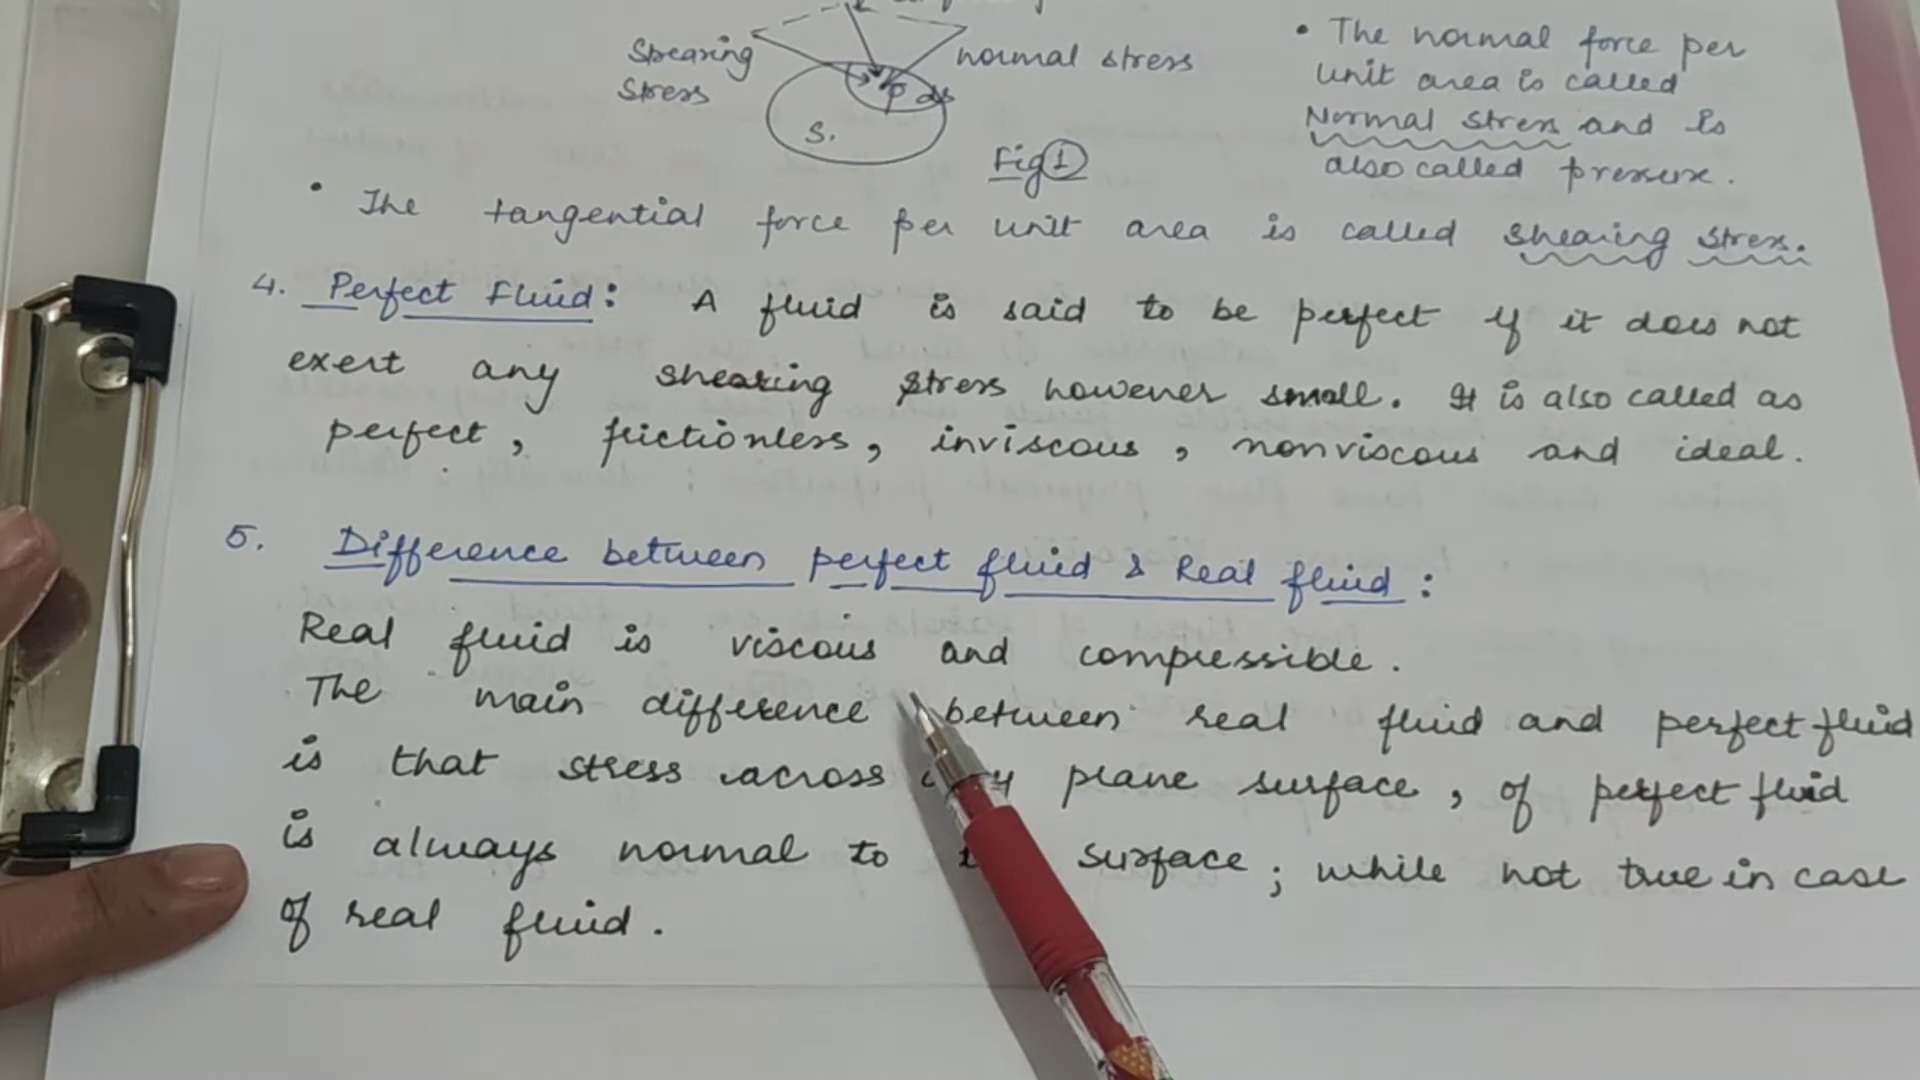 Shearing
Stress
normal stress
P ds
S.
Fig 1
• The normal force per
unit area is called
Normal stress and is
also called pressure.
• The tangential force per unit area is called shearing stress.
4. Perfect Fluid: A fluid is said to be perfect if it does not
exert any shearing stress however small. It is also called as
perfect, frictionless, inviscous, nonviscous and ideal.
5. Difference between perfect fluid & Real fluid:
Real fluid is viscous and compressible.
The main difference between real fluid and perfect fluid
is that stress across plane surface, of perfect fluid
is always normal to surface; while not true in case
of real fluid.